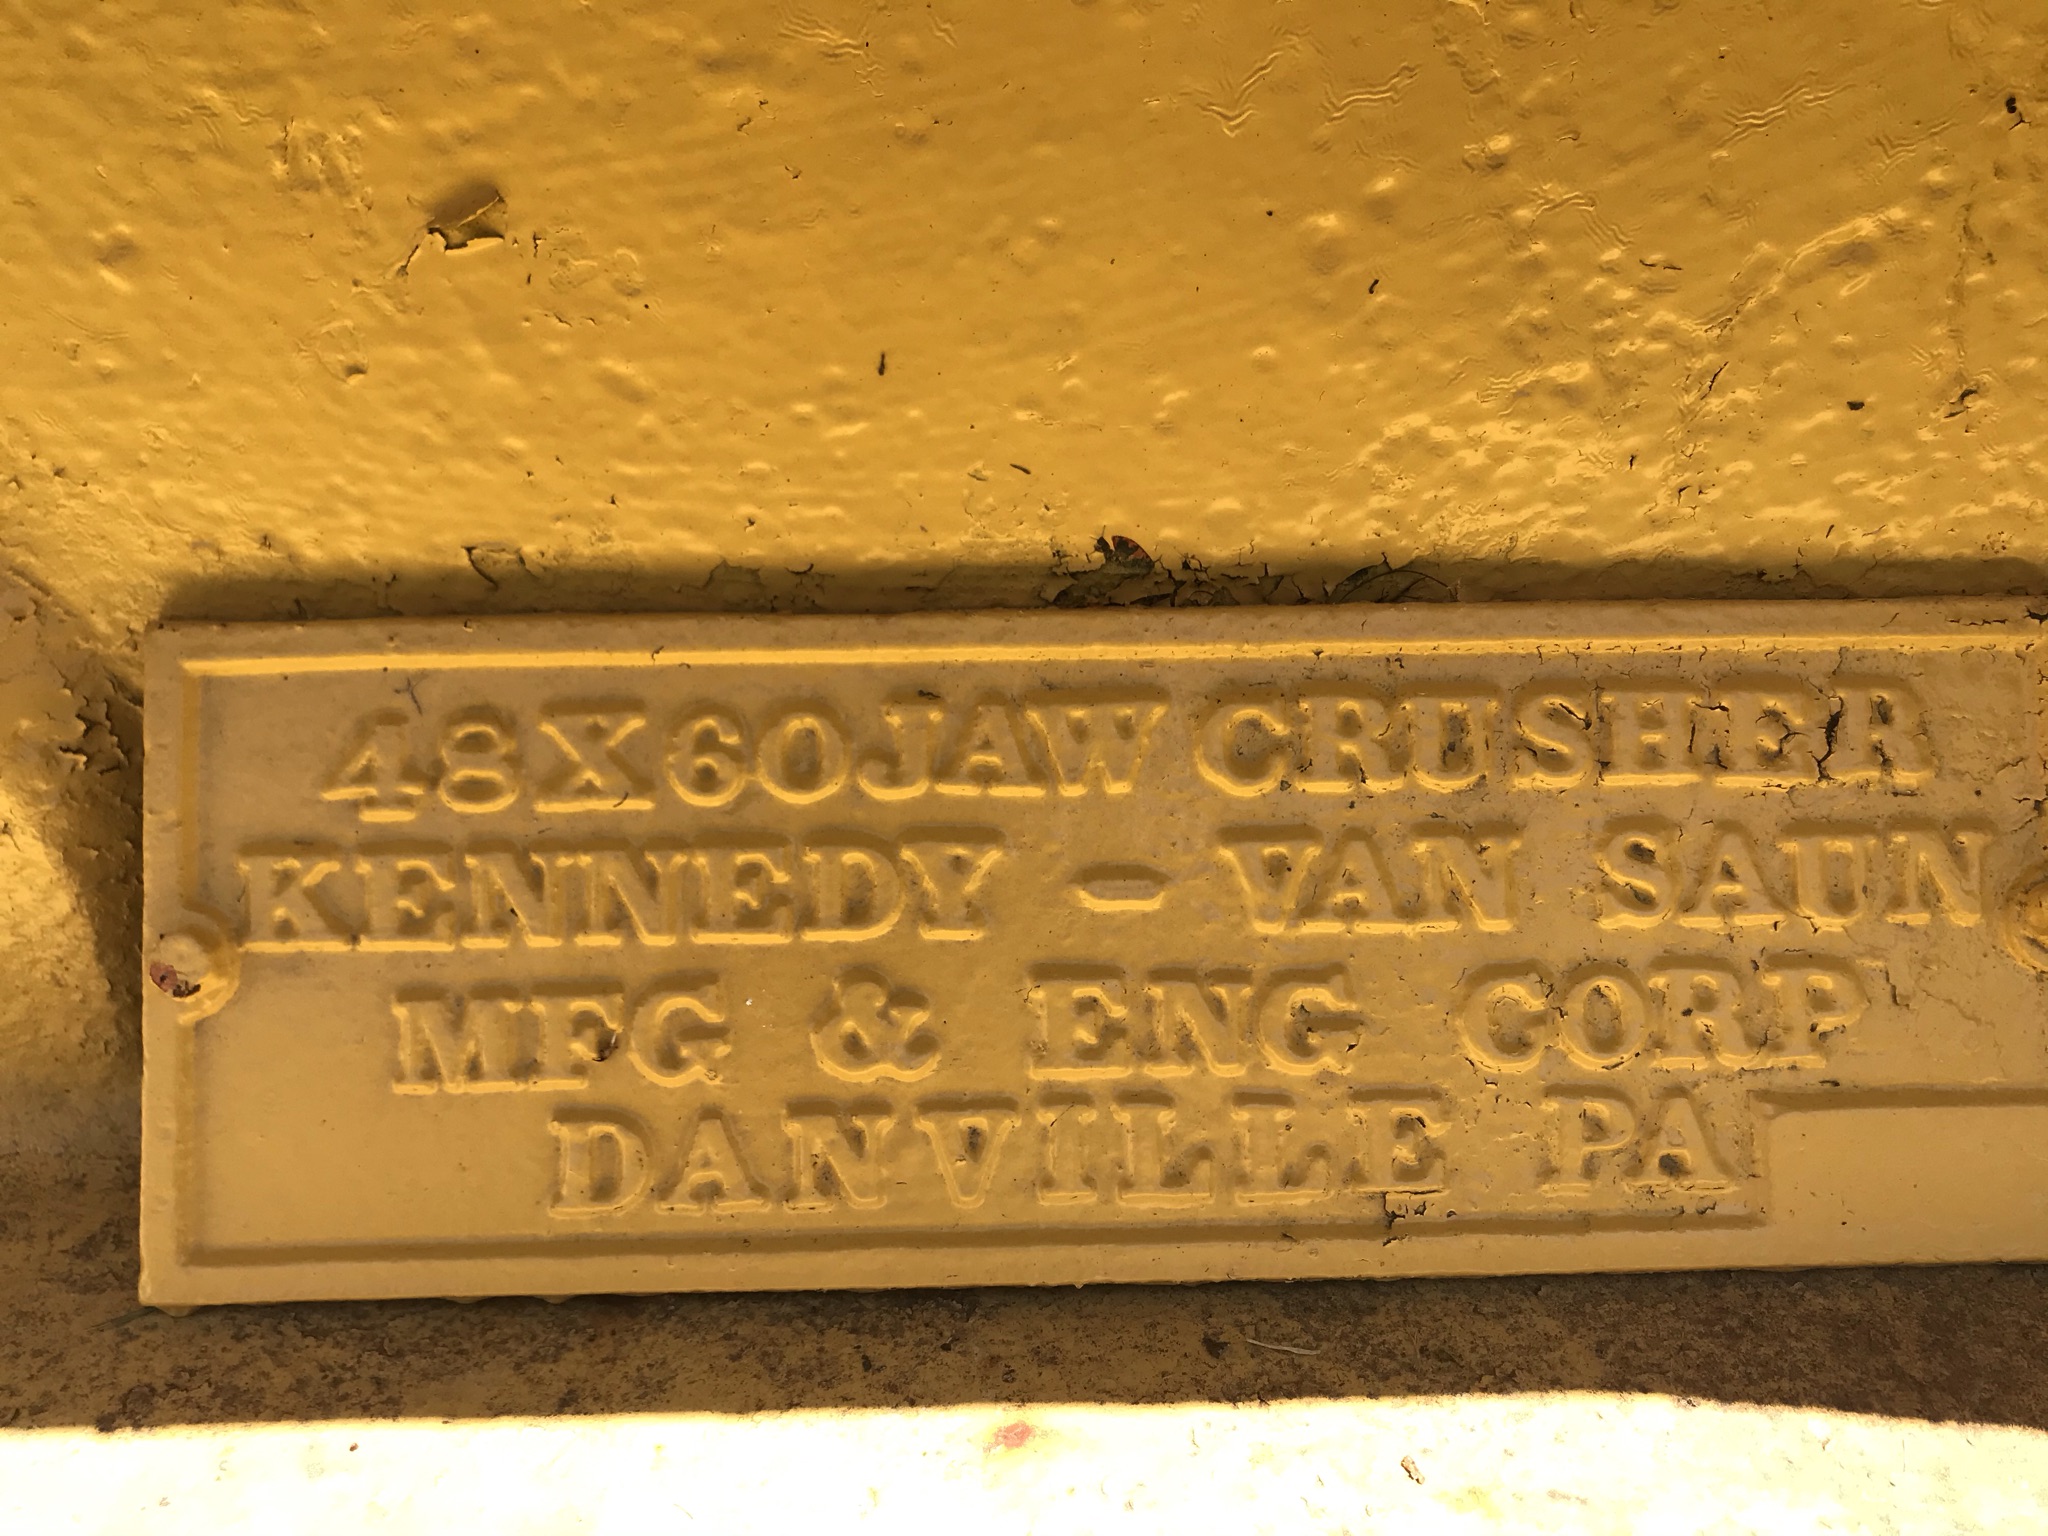 48X60 JAW CRUSHER
KENNEDY - VAN SAUN
MFG & ENG CORP
DANVILLE PA